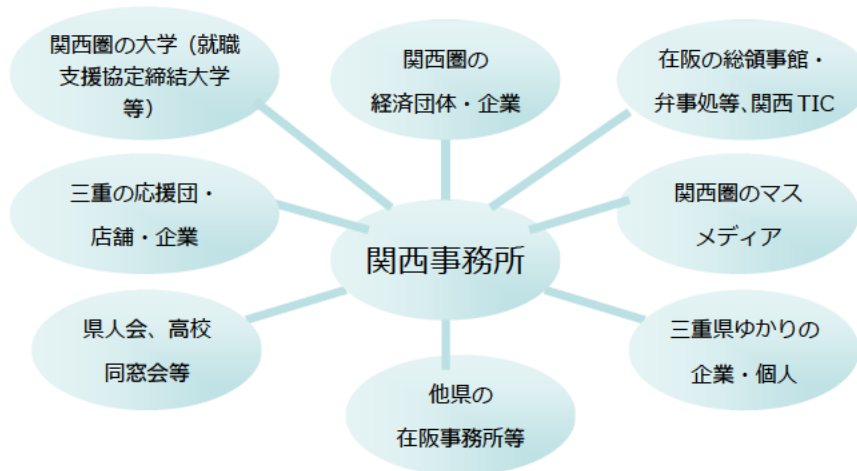 関西圏の大学（就職
支援協定締結大学
等）
関西圏の
経済団体・企業
在阪の総領事館・
弁事処等、関西TIC
三重の応援団・
店舗・企業
関西圏のマス
メディア
関西事務所
県人会、高校
同窓会等
三重県ゆかりの
企業・個人
他県の
在阪事務所等